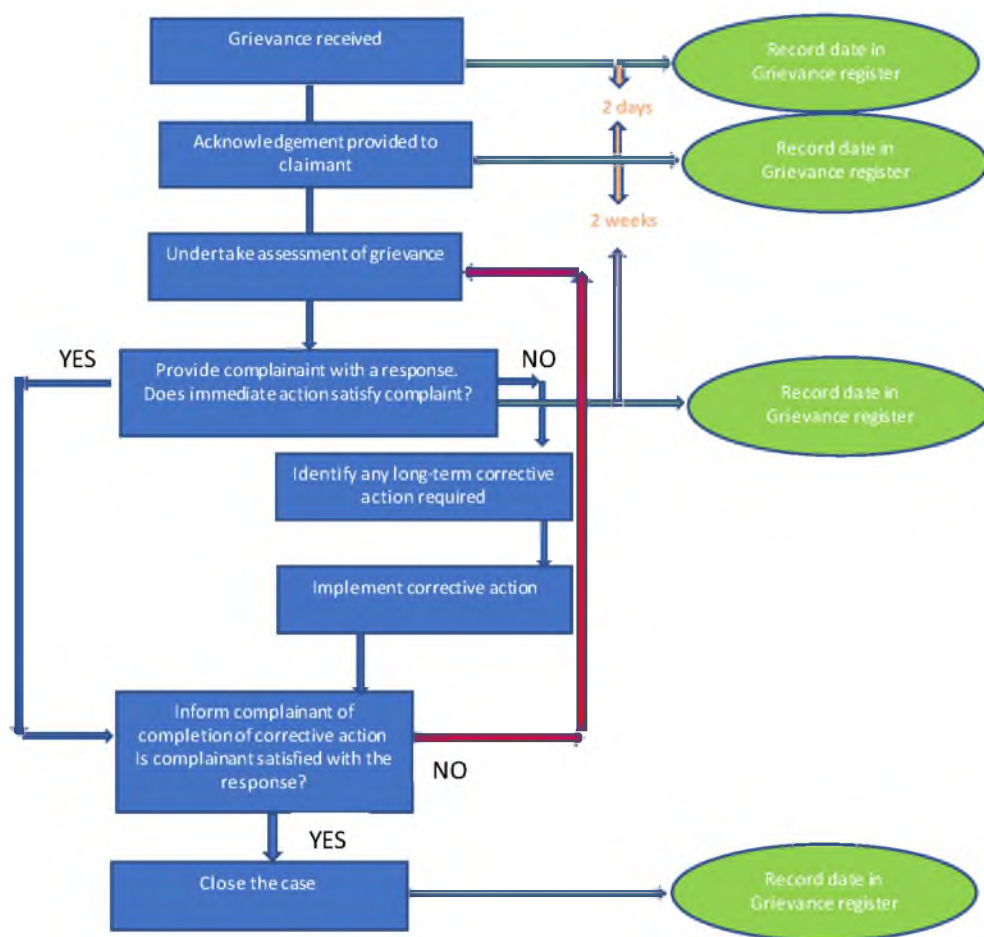 Grievance received
Record date in
Grievance register
2 days
Acknowledgement provided to
claimant
Record date in
Grievance register
2 weeks
Undertake assessment of grievance
YES
Provide complainaint with a response.
Does immediate action satisfy complaint?
NO
Record date in
Grievance register
Identify any long-term corrective
action required
Implement corrective action
Inform complainant of
completion of corrective action
Is complainant satisfied with the
response?
NO
YES
Close the case
Record date in
Grievance register